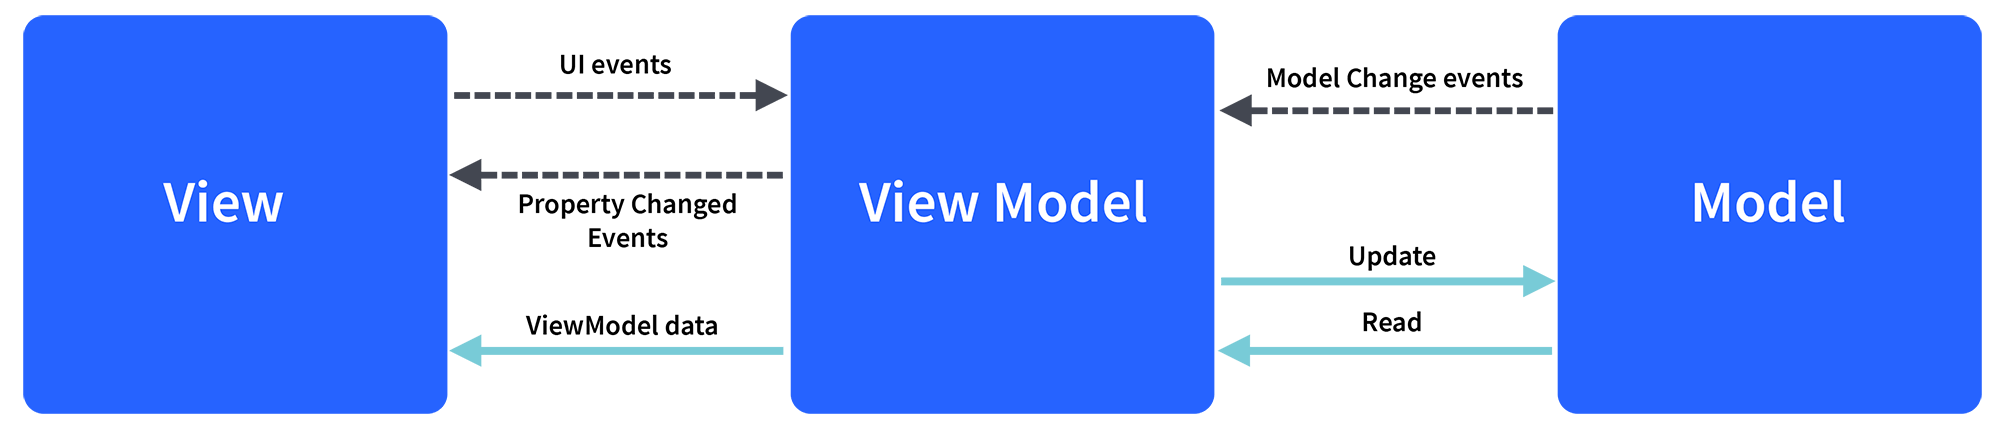 View
UI events
Property Changed
Events
ViewModel data
View Model
Model Change events
Update
Read
Model